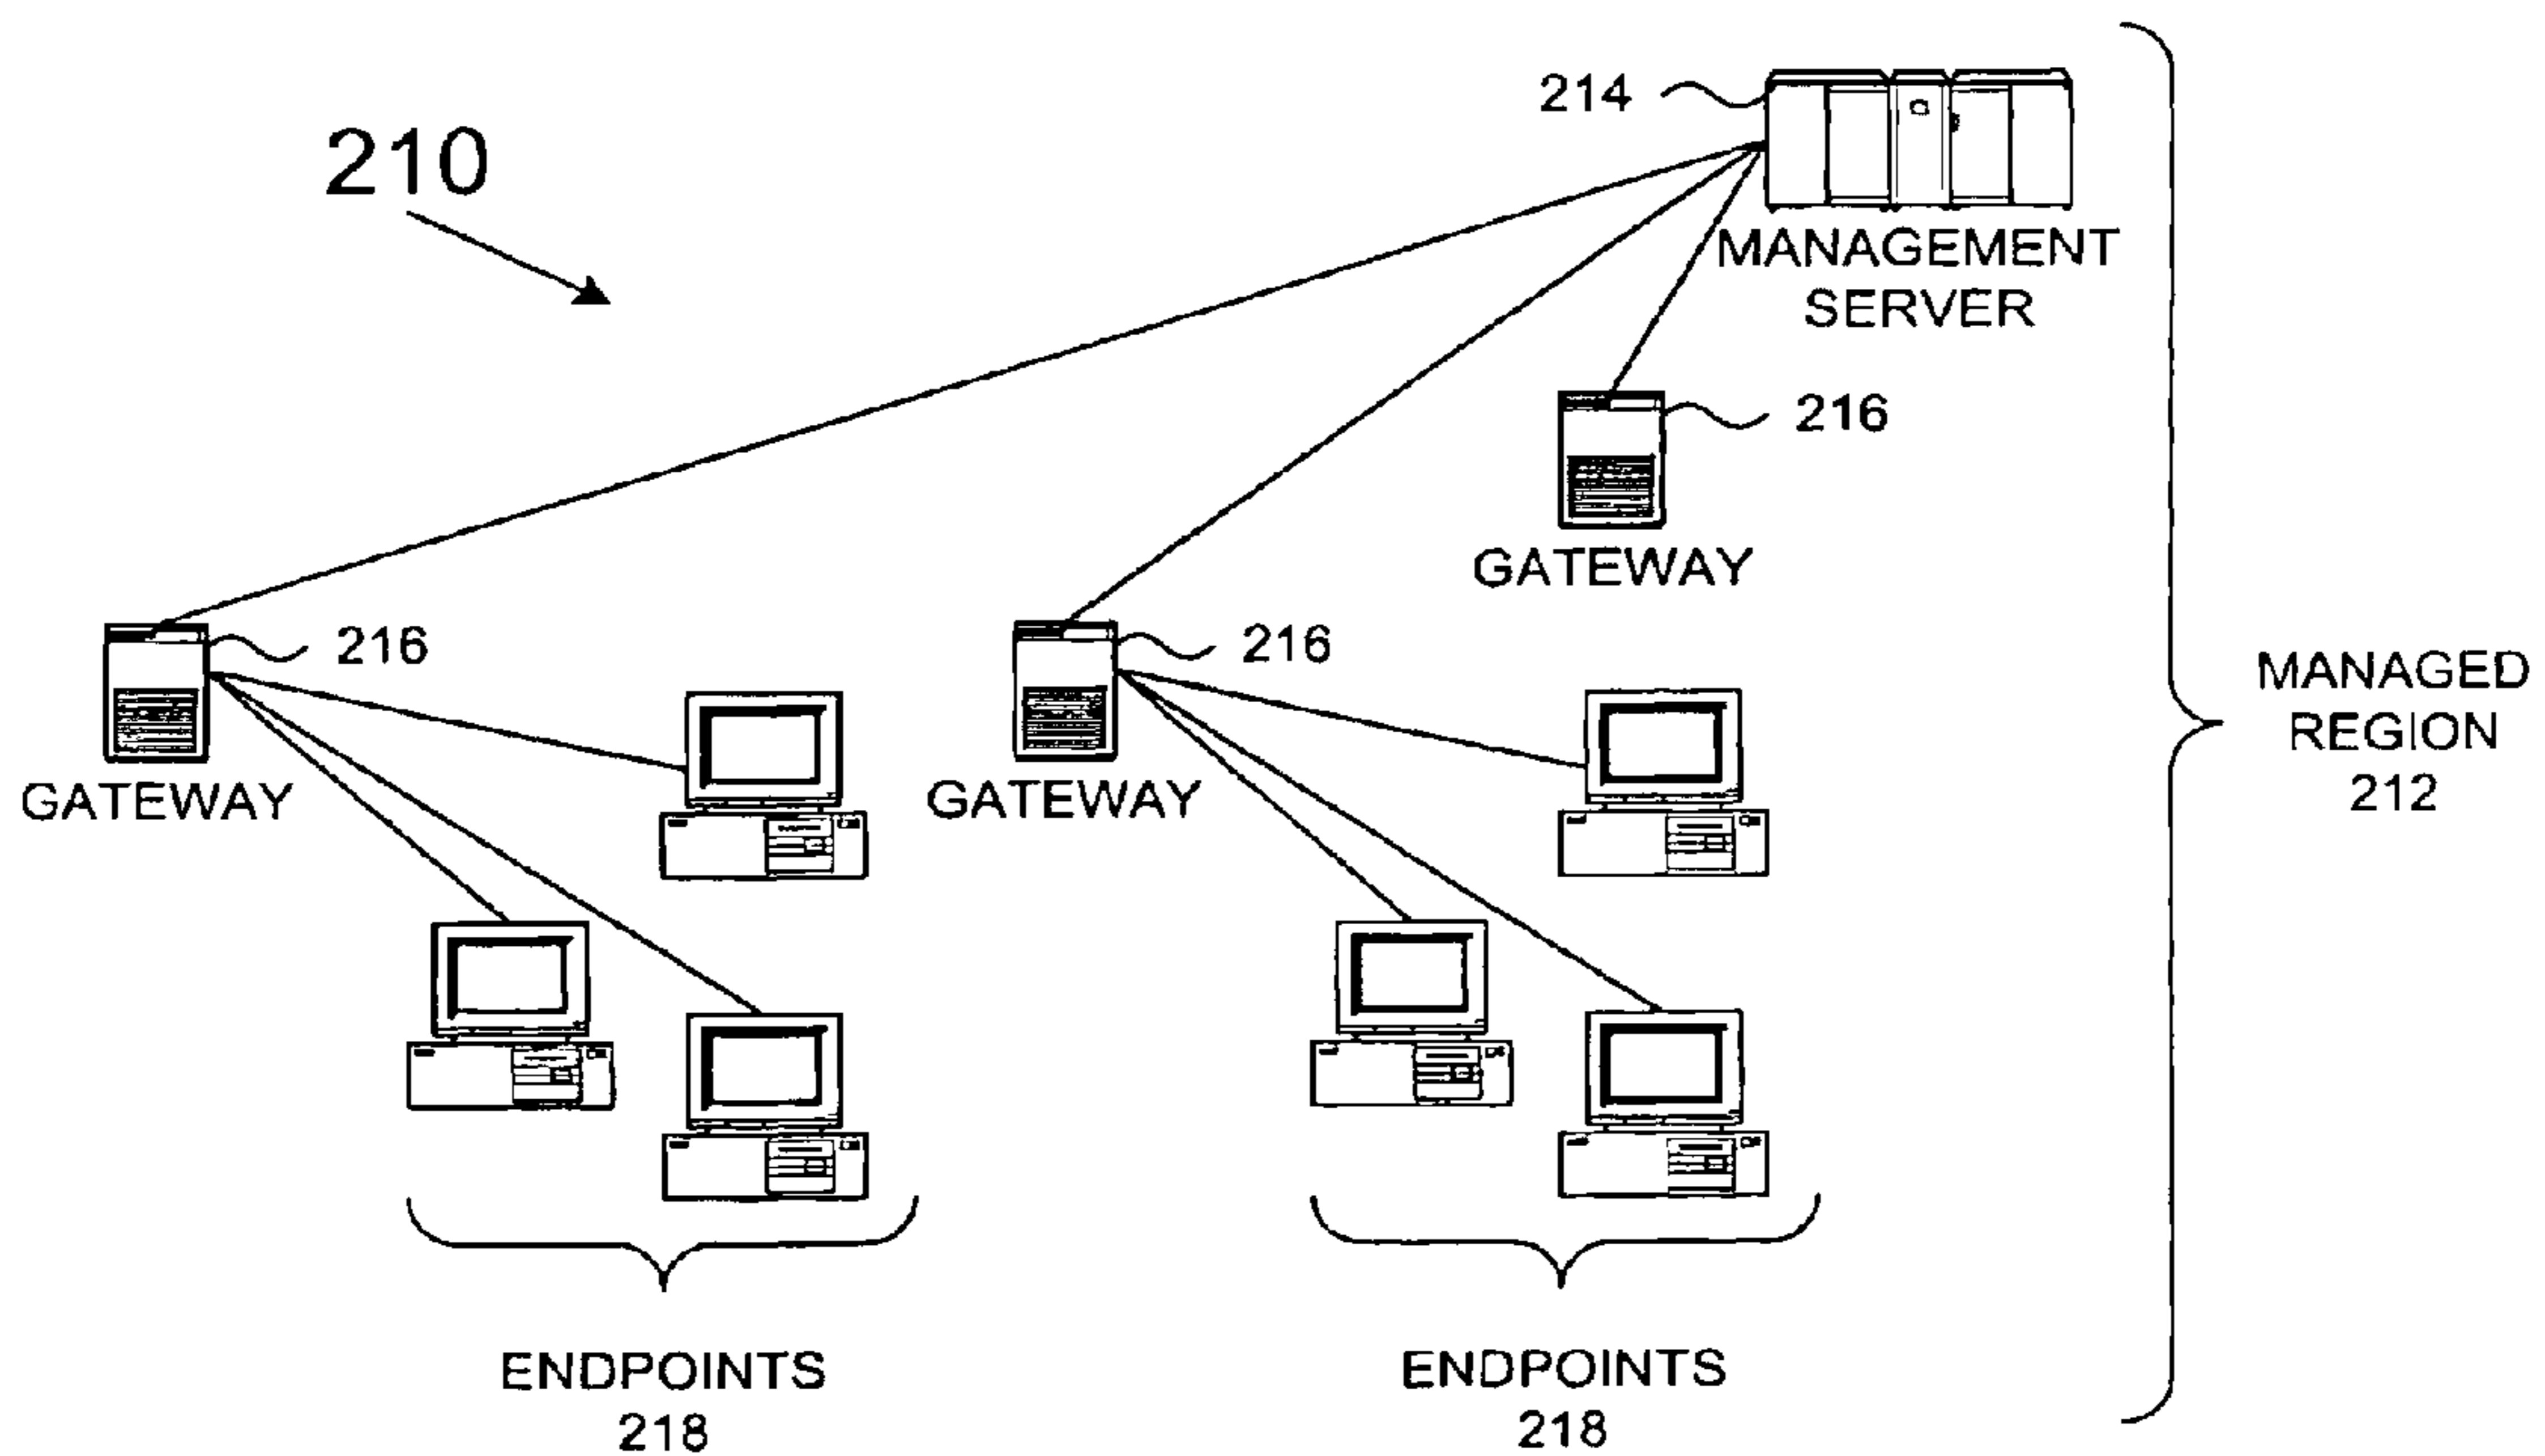 214
210
MANAGEMENT
SERVER
216
GATEWAY
216
216
MANAGED
REGION
212
GATEWAY
GATEWAY
ENDPOINTS
218
ENDPOINTS
218